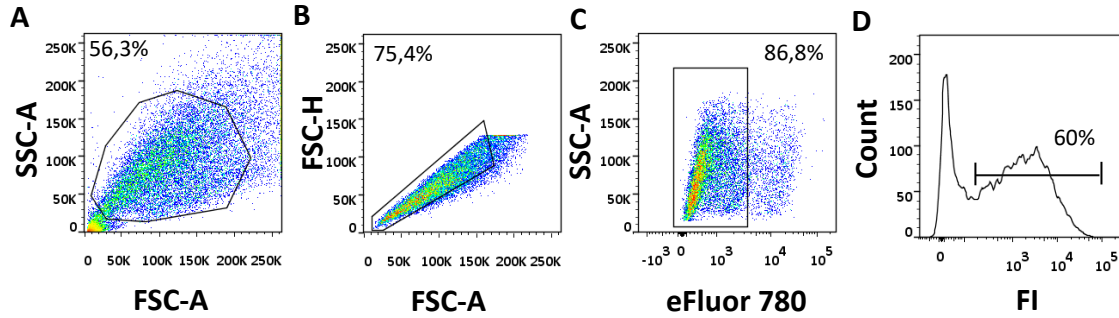 A
56,3%
250K
200K
150K
100K
50K
0
SSC-A
0 50K 100K 150K 200K 250K
FSC-A
B
75,4%
250K
200K
150K
100K
50K
0
FSC-H
0 50K 100K 150K 200K 250K
FSC-A
C
86,8%
250K
200K
150K
100K
50K
0
SSC-A
-10³ 0 10³ 10⁴ 10⁵
eFluor 780
D
60%
200
150
100
50
0
Count
0 10³ 10⁴ 10⁵
FI